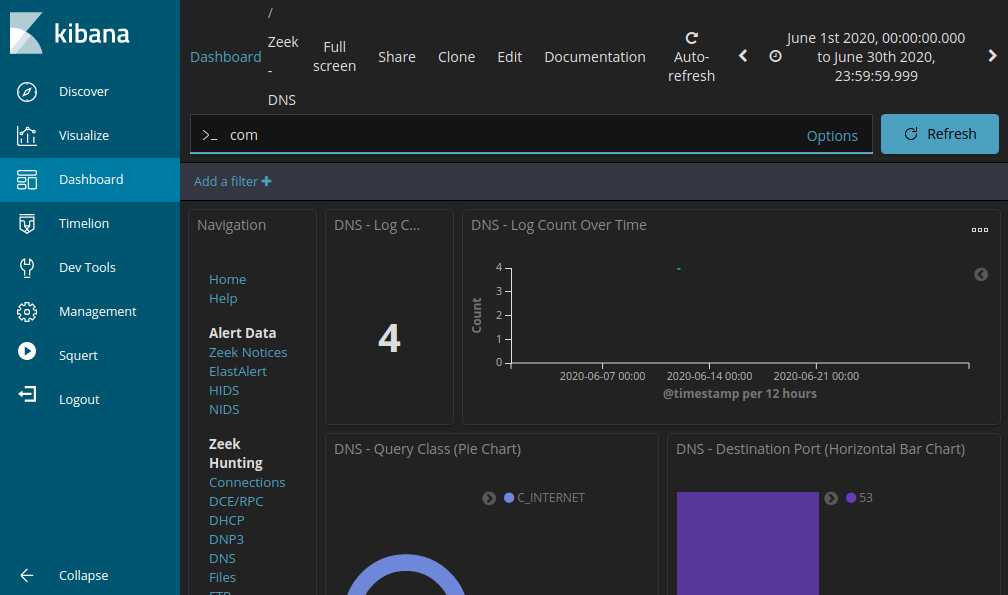 kibana
Discover
Visualize
Dashboard
Timelion
Dev Tools
Management
Squert
Logout
Collapse
Dashboard
/
Zeek
-
DNS
Full
screen
Share
Clone
Edit
Documentation
Auto-
refresh
June 1st 2020, 00:00:00.000
to June 30th 2020,
23:59:59.999
>_ com
Options
Refresh
Add a filter +
Navigation
Home
Help
Alert Data
Zeek Notices
ElastAlert
HIDS
NIDS
Zeek
Hunting
Connections
DCE/RPC
DHCP
DNP3
DNS
Files
FTP
DNS - Log C...
4
DNS - Log Count Over Time
4
3
2
1
0
Count
2020-06-07 00:00
2020-06-14 00:00
2020-06-21 00:00
@timestamp per 12 hours
DNS - Query Class (Pie Chart)
C_INTERNET
DNS - Destination Port (Horizontal Bar Chart)
53